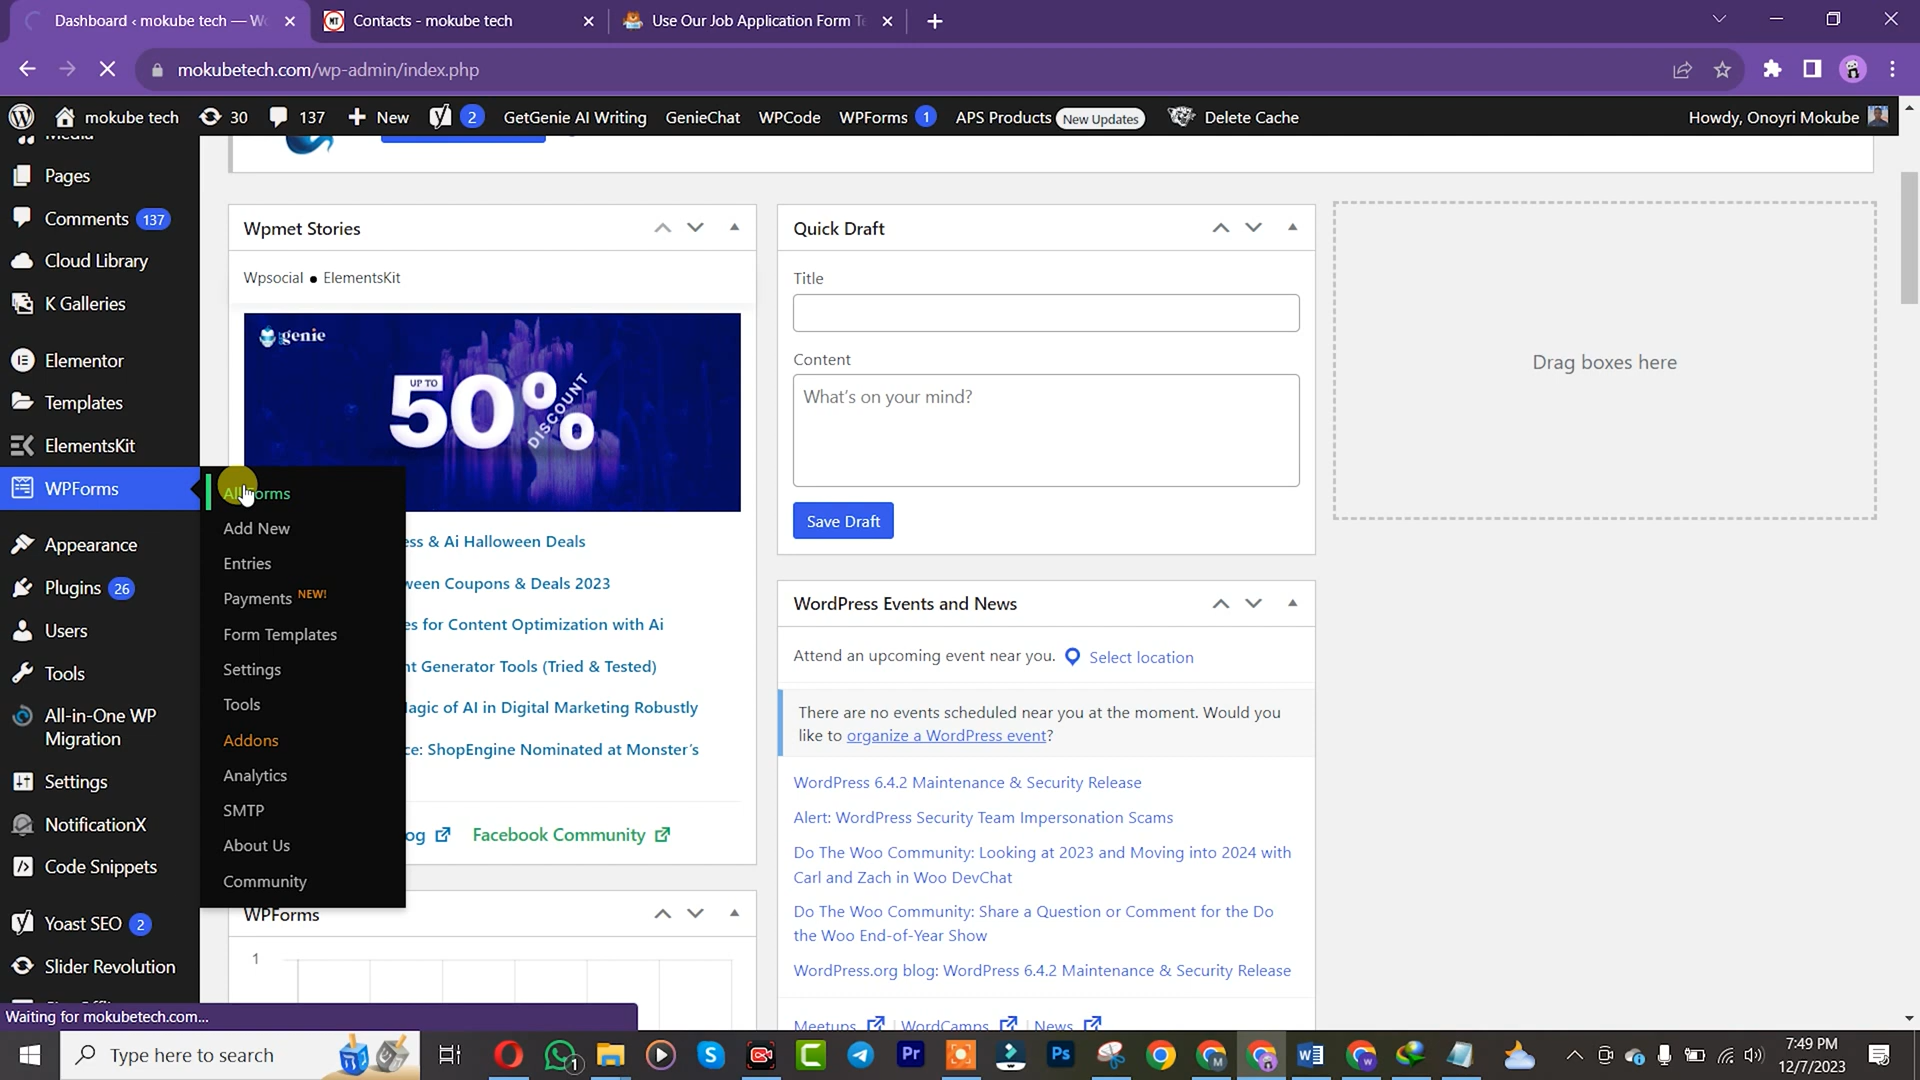 Dashboard ‹ mokube tech — Wo
Contacts - mokube tech
Use Our Job Application Form Te
mokubetech.com/wp-admin/index.php
mokube tech
30
137
New
2
GetGenie AI Writing
GenieChat
WPCode
WPForms 1
APS Products New Updates
Delete Cache
Howdy, Onoyri Mokube
Media
Pages
Comments 137
Cloud Library
K Galleries
Elementor
Templates
ElementsKit
WPForms
Appearance
Plugins 26
Users
Tools
All-in-One WP
Migration
Settings
NotificationX
Code Snippets
Yoast SEO 2
Slider Revolution
All Forms
Add New
Entries
Payments NEW!
Form Templates
Settings
Tools
Addons
Analytics
SMTP
About Us
Community
Wpmet Stories
Wpsocial ● ElementsKit
genie
UP TO
50%
DISCOUNT
ess & Ai Halloween Deals
ween Coupons & Deals 2023
es for Content Optimization with Ai
nt Generator Tools (Tried & Tested)
lagic of AI in Digital Marketing Robustly
ce: ShopEngine Nominated at Monster's
og
Facebook Community
WPForms
1
Quick Draft
Title
Content
What's on your mind?
Save Draft
WordPress Events and News
Attend an upcoming event near you.
Select location
There are no events scheduled near you at the moment. Would you
like to organize a WordPress event?
WordPress 6.4.2 Maintenance & Security Release
Alert: WordPress Security Team Impersonation Scams
Do The Woo Community: Looking at 2023 and Moving into 2024 with
Carl and Zach in Woo DevChat
Do The Woo Community: Share a Question or Comment for the Do
the Woo End-of-Year Show
WordPress.org blog: WordPress 6.4.2 Maintenance & Security Release
Meetups
WordCamps
News
Drag boxes here
Waiting for mokubetech.com...
Type here to search
7:49 PM
12/7/2023